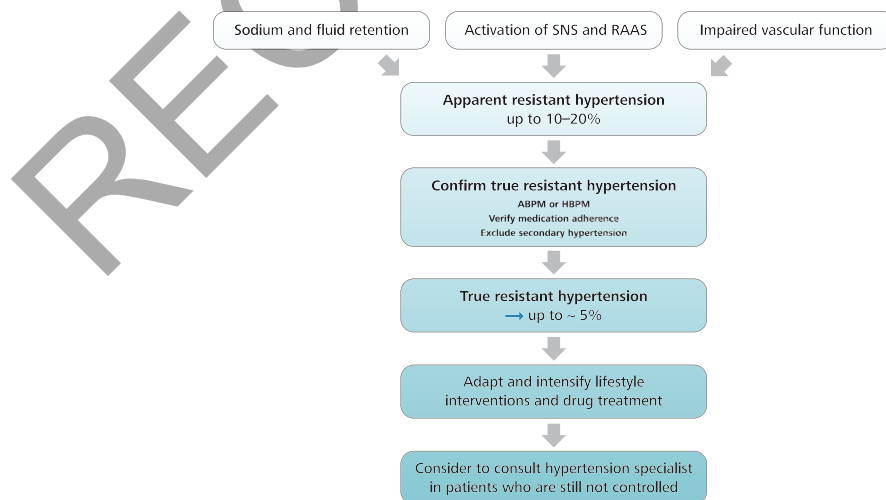 Sodium and fluid retention
Activation of SNS and RAAS
Impaired vascular function
Apparent resistant hypertension
up to 10–20%
Confirm true resistant hypertension
ABPM or HBPM
Verify medication adherence
Exclude secondary hypertension
True resistant hypertension
→ up to ~ 5%
Adapt and intensify lifestyle
interventions and drug treatment
Consider to consult hypertension specialist
in patients who are still not controlled